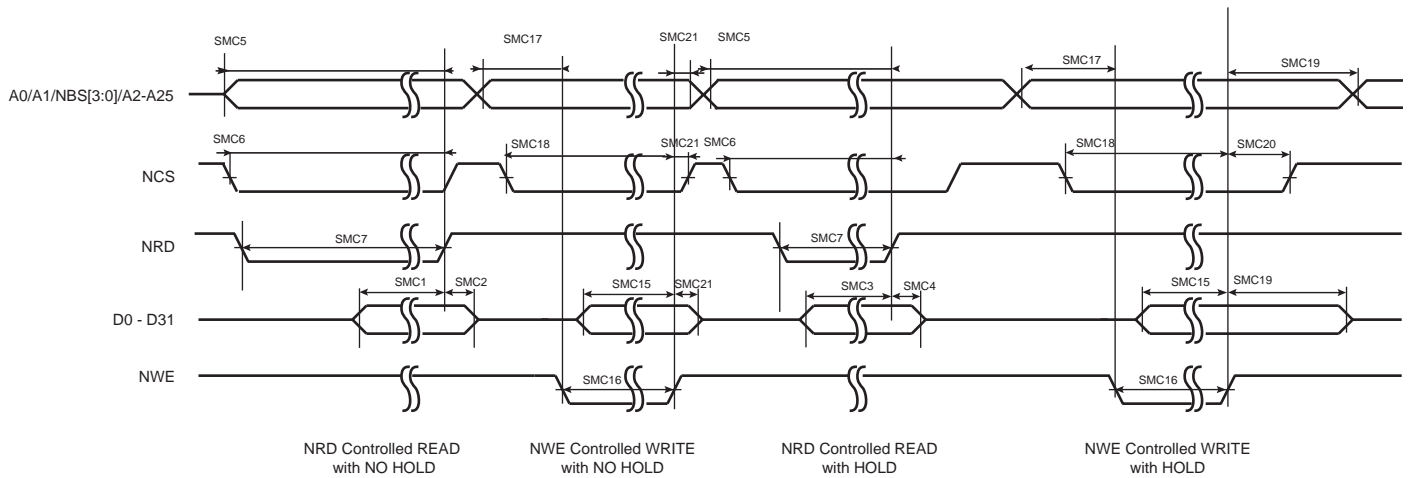 SMC5 SMC17 SMC21 SMC5 SMC17 SMC19
A0/A1/NBS[3:0]/A2-A25
SMC6 SMC18 SMC21 SMC6 SMC18 SMC20
NCS
NRD
SMC7 SMC7
SMC1 SMC2 SMC15 SMC21 SMC3 SMC4 SMC15 SMC19
D0 - D31
NWE
SMC16 SMC16
NRD Controlled READ
with NO HOLD
NWE Controlled WRITE
with NO HOLD
NRD Controlled READ
with HOLD
NWE Controlled WRITE
with HOLD